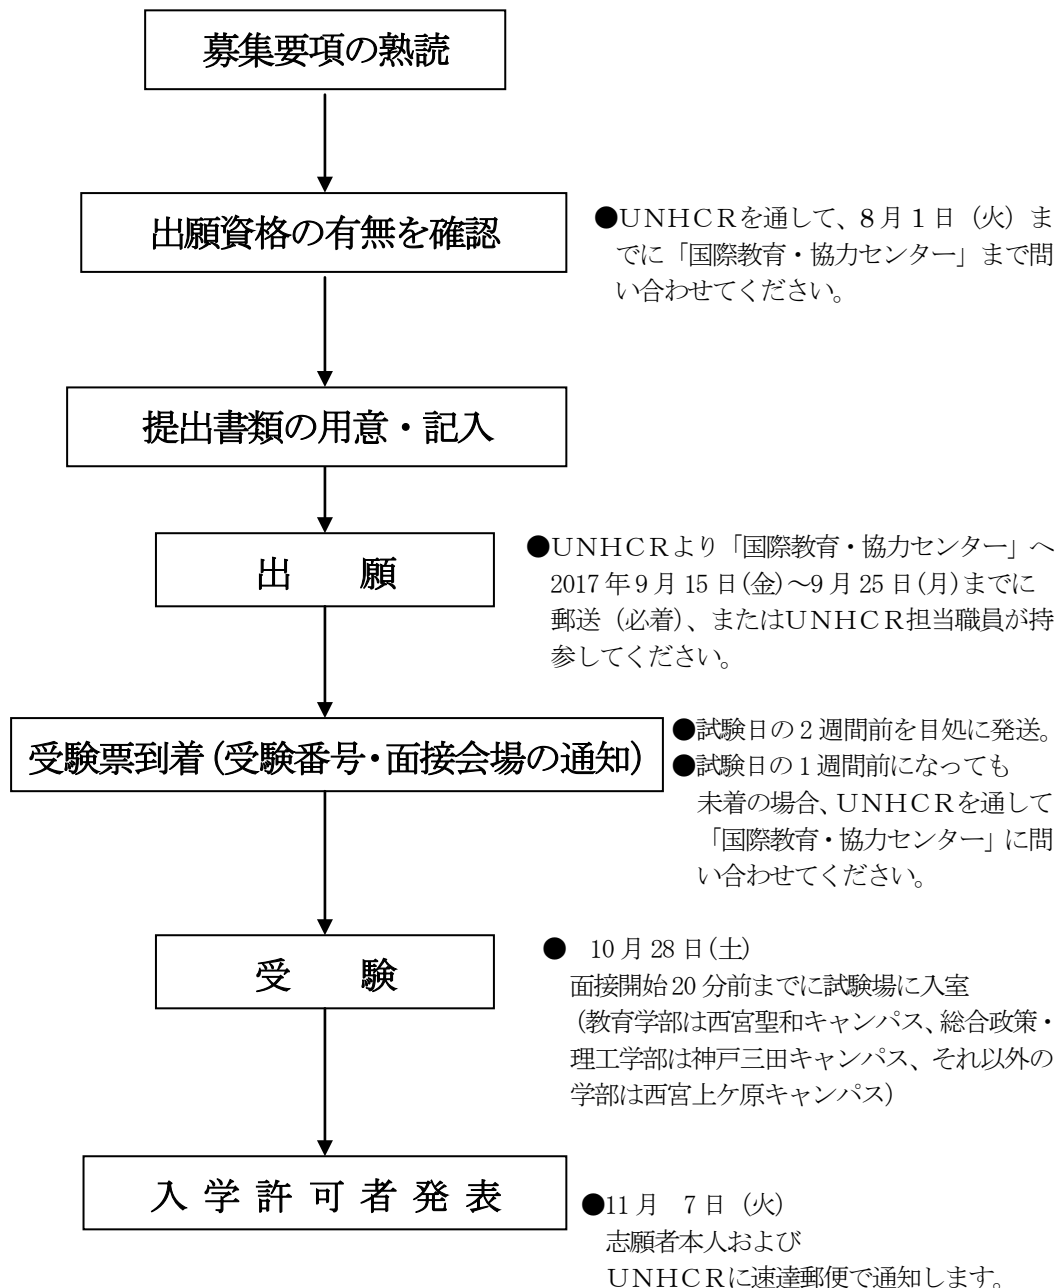 募集要項の熟読
出願資格の有無を確認
●ＵＮＨＣＲを通して、８月１日（火）ま
でに「国際教育・協力センター」まで問
い合わせてください。
提出書類の用意・記入
出　願
●ＵＮＨＣＲより「国際教育・協力センター」へ
2017年9月15日(金)～9月25日(月)までに
郵送（必着）、またはＵＮＨＣＲ担当職員が持
参してください。
受験票到着（受験番号・面接会場の通知）
●試験日の２週間前を目処に発送。
●試験日の１週間前になっても
未着の場合、ＵＮＨＣＲを通して
「国際教育・協力センター」に問
い合わせてください。
受　験
●　10月28日（土）
面接開始20分前までに試験場に入室
（教育学部は西宮聖和キャンパス、総合政策・
理工学部は神戸三田キャンパス、それ以外の
学部は西宮上ケ原キャンパス）
入 学 許 可 者 発 表
●11月　7日（火）
志願者本人および
ＵＮＨＣＲに速達郵便で通知します。